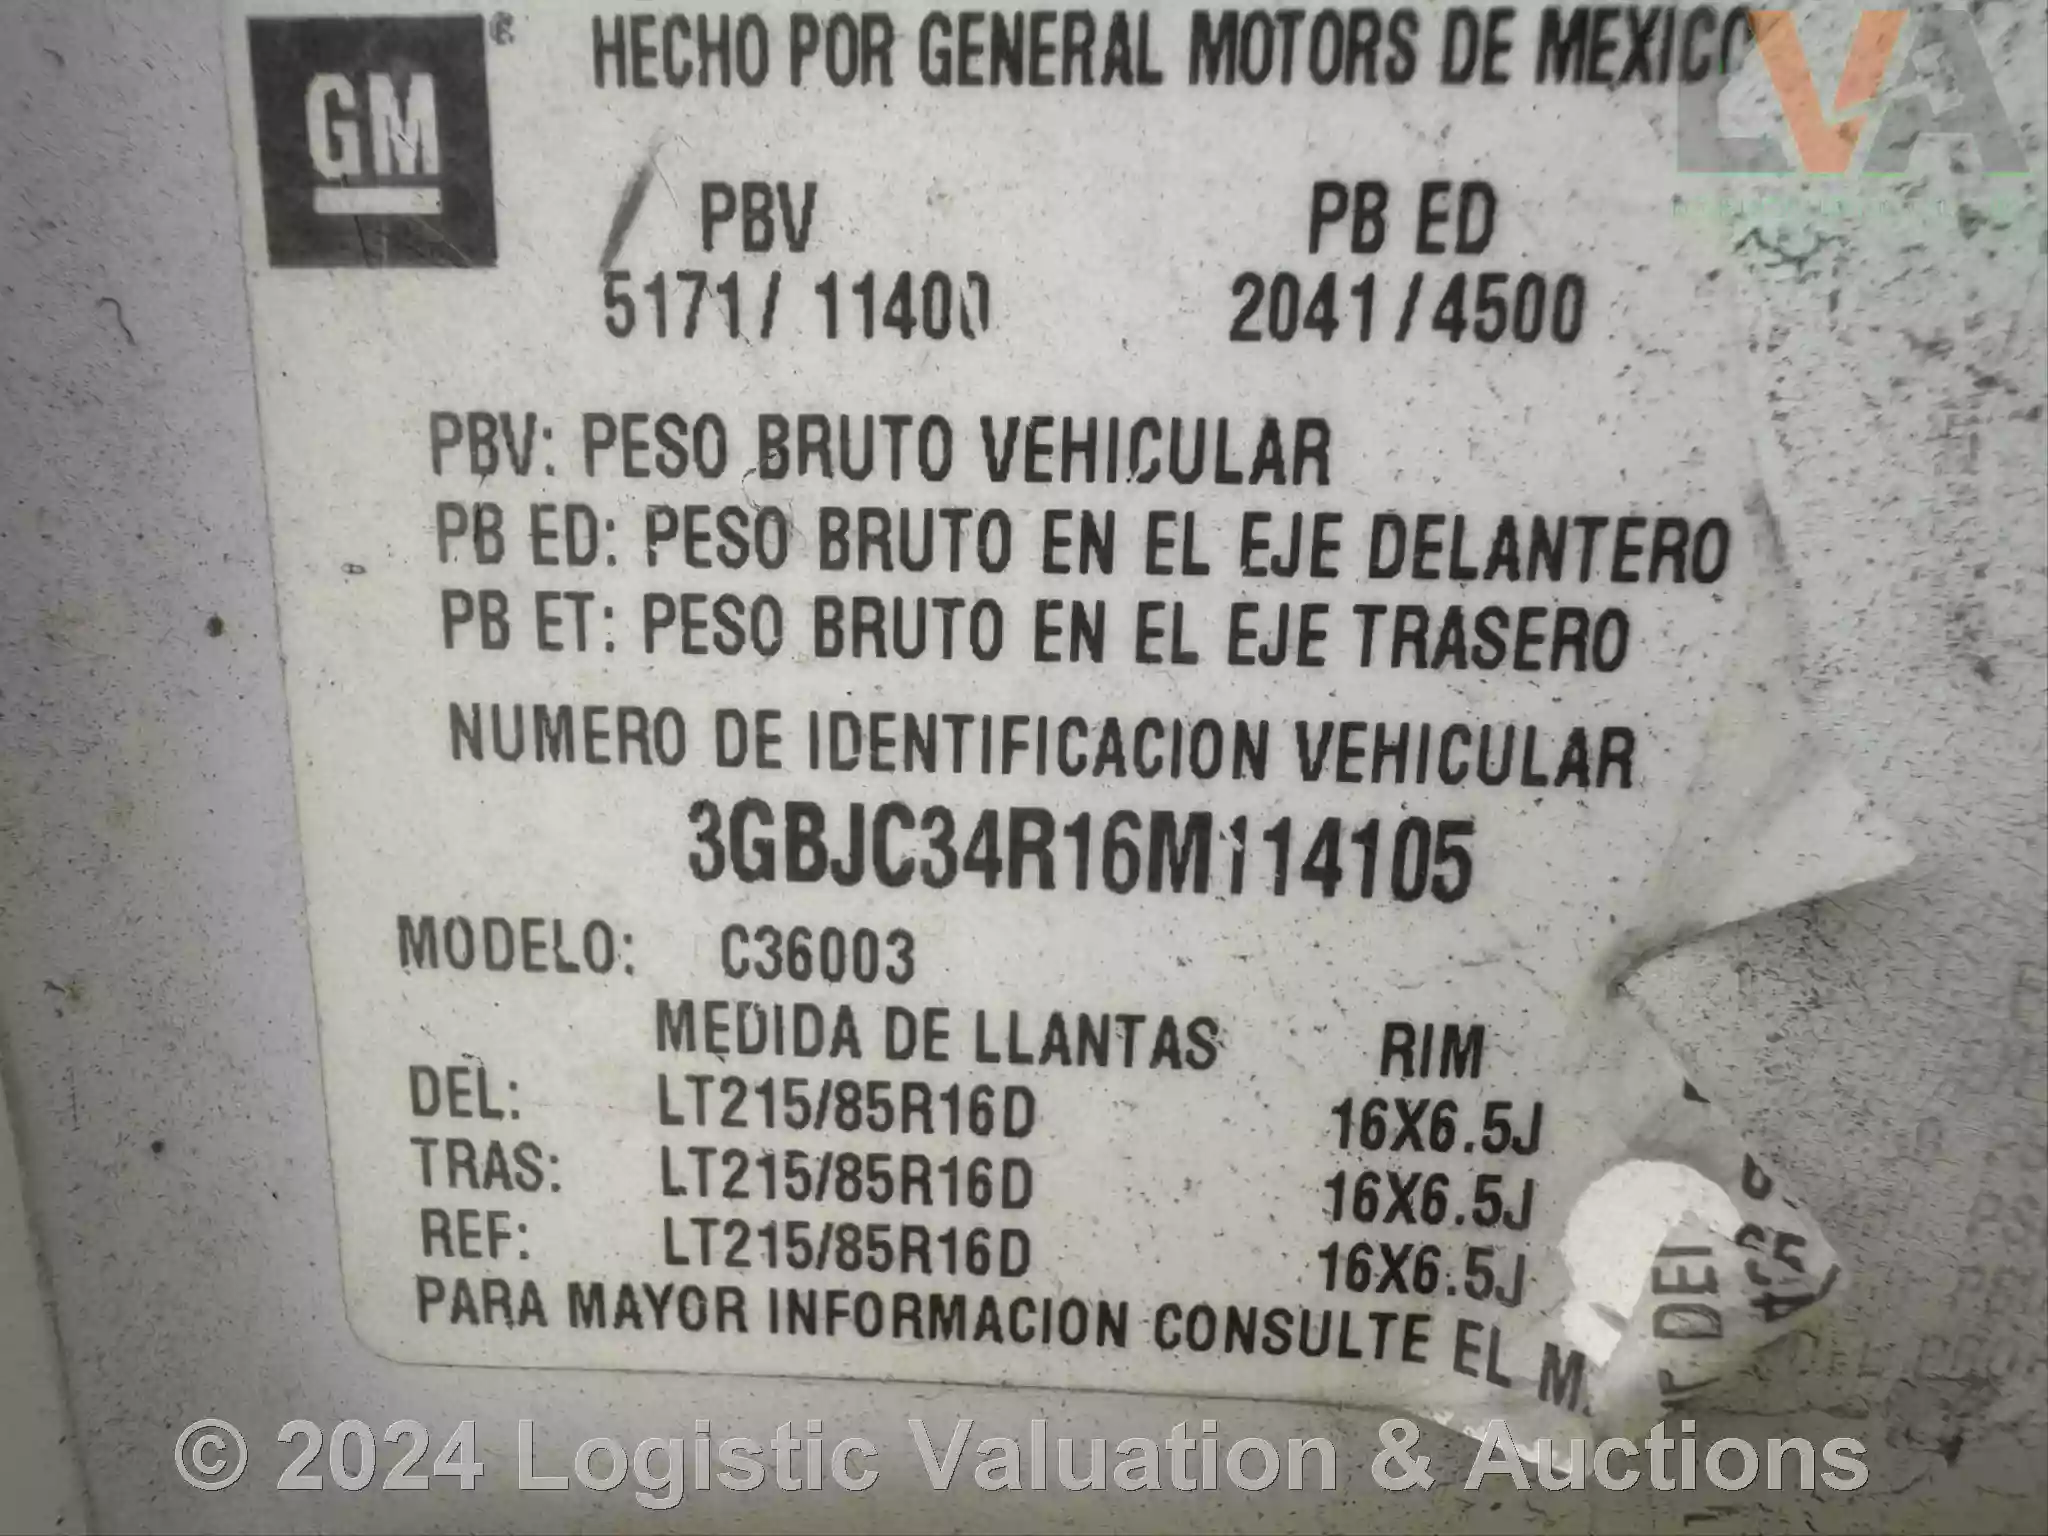 GM HECHO POR GENERAL MOTORS DE MEXICO
LVA
PBV PB ED
5171/ 11400 2041/4500
PBV: PESO BRUTO VEHICULAR
PB ED: PESO BRUTO EN EL EJE DELANTERO
PB ET: PESO BRUTO EN EL EJE TRASERO
NUMERO DE IDENTIFICACION VEHICULAR
3GBJC34R16M114105
MODELO: C36003
MEDIDA DE LLANTAS RIM
DEL: LT215/85R16D 16X6.5J
TRAS: LT215/85R16D 16X6.5J
REF: LT215/85R16D 16X6.5J
PARA MAYOR INFORMACION CONSULTE EL
© 2024 Logistic Valuation & Auctions